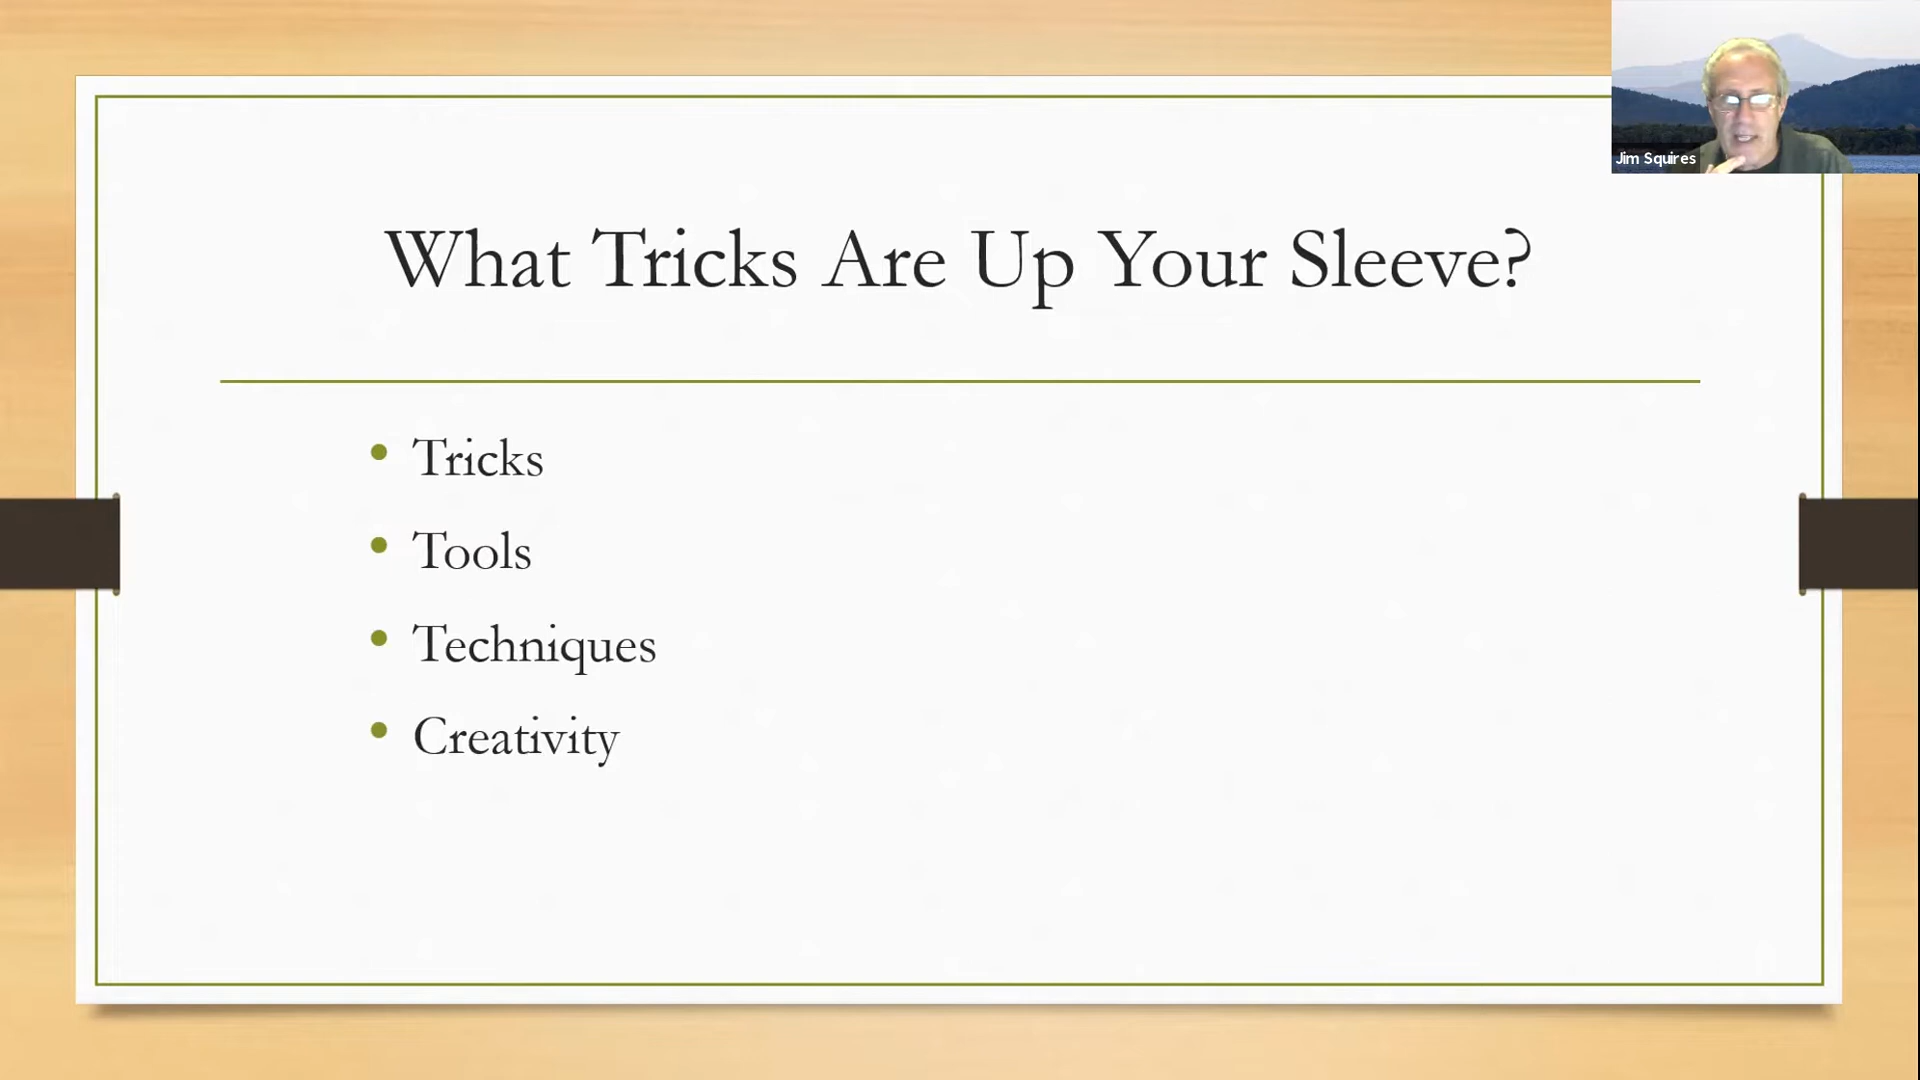 What Tricks Are Up Your Sleeve?
Tricks
Tools
Techniques
Creativity
Jim Squires